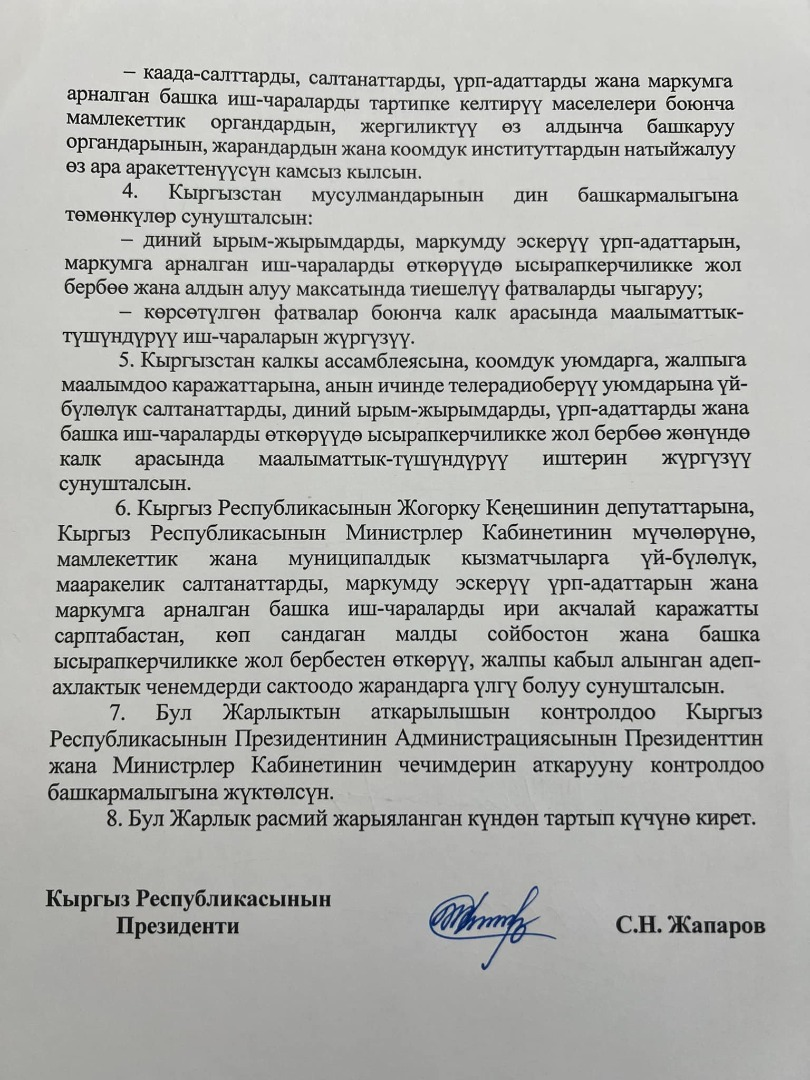 – каада-салттарды, салтанаттарды, үрп-адаттарды жана маркумга
арналган башка иш-чараларды тартипке келтирүү маселелери боюнча
мамлекеттик органдардын, жергиликтүү өз алдынча башкаруу
органдарынын, жарандардын жана коомдук институттардын натыйжалуу
өз ара аракеттенүүсүн камсыз кылсын.
4. Кыргызстан мусулмандарынын дин башкармалыгына
төмөнкүлөр сунушталсын:
– диний ырым-жырымдарды, маркумду эскерүү үрп-адаттарын,
маркумга арналган иш-чараларды өткөрүүдө ысырапкерчиликке жол
бербөө жана алдын алуу максатында тиешелүү фатваларды чыгаруу;
– көрсөтүлгөн фатвалар боюнча калк арасында маалыматтык-
түшүндүрүү иш-чараларын жүргүзүү.
5. Кыргызстан калкы ассамблеясына, коомдук уюмдарга, жалпыга
маалымдоо каражаттарына, анын ичинде телерадиоберүү уюмдарына үй-
бүлөлүк салтанаттарды, диний ырым-жырымдарды, үрп-адаттарды жана
башка иш-чараларды өткөрүүдө ысырапкерчиликке жол бербөө жөнүндө
калк арасында маалыматтык-түшүндүрүү иштерин жүргүзүү
сунушталсын.
6. Кыргыз Республикасынын Жогорку Кеңешинин депутаттарына,
Кыргыз Республикасынын Министрлер Кабинетинин мүчөлөрүнө,
мамлекеттик жана муниципалдык кызматчыларга үй-бүлөлүк,
мааракелик салтанаттарды, маркумду эскерүү үрп-адаттарын жана
маркумга арналган башка иш-чараларды ири акчалай каражатты
сарптабастан, көп сандаган малды сойбостон жана башка
ысырапкерчиликке жол бербестен өткөрүү, жалпы кабыл алынган адеп-
ахлактык ченемдерди сактоодо жарандарга үлгү болуу сунушталсын.
7. Бул Жарлыктын аткарылышын контролдоо Кыргыз
Республикасынын Президентинин Администрациясынын Президенттин
жана Министрлер Кабинетинин чечимдерин аткарууну контролдоо
башкармалыгына жүктөлсүн.
8. Бул Жарлык расмий жарыяланган күндөн тартып күчүнө кирет.
Кыргыз Республикасынын
Президенти С.Н. Жапаров